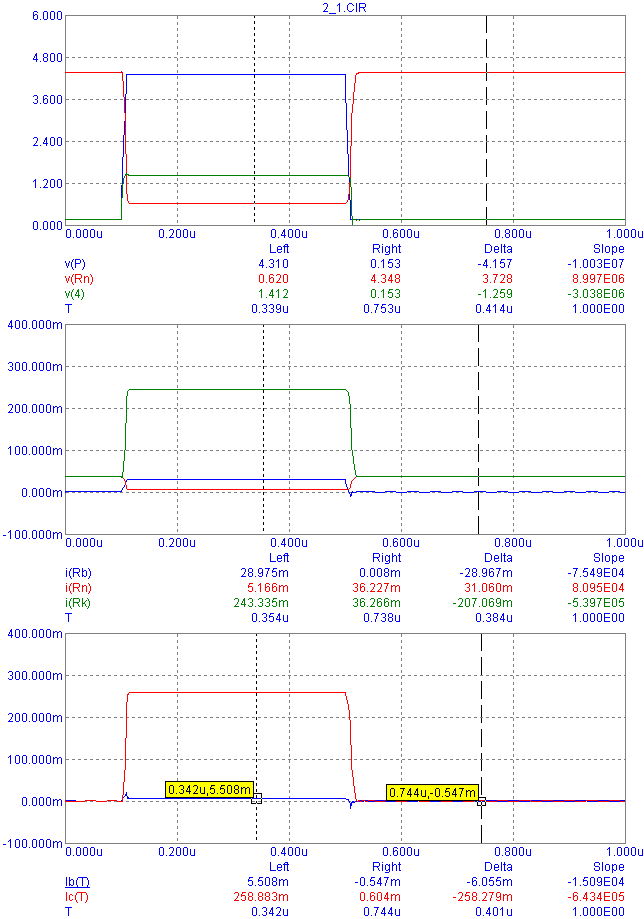 2_1.CIR
6.000
4.800
3.600
2.400
1.200
0.000
0.000u 0.200u 0.400u 0.600u 0.800u 1.000u
Left Right Delta Slope
v(P) 4.310 0.153 -4.157 -1.003E07
v(Rn) 0.620 4.348 3.728 8.997E06
v(4) 1.412 0.153 -1.259 -3.038E06
T 0.339u 0.753u 0.414u 1.000E00
400.000m
300.000m
200.000m
100.000m
0.000m
-100.000m
0.000u 0.200u 0.400u 0.600u 0.800u 1.000u
Left Right Delta Slope
i(Rb) 28.975m 0.008m -28.967m -7.549E04
i(Rn) 5.166m 36.227m 31.060m 8.095E04
i(Rk) 243.335m 36.266m -207.069m -5.397E05
T 0.354u 0.738u 0.384u 1.000E00
400.000m
300.000m
200.000m
100.000m
0.342u,5.508m 0.744u,-0.547m
0.000m
-100.000m
0.000u 0.200u 0.400u 0.600u 0.800u 1.000u
Left Right Delta Slope
Ib(T) 5.508m -0.547m -6.055m -1.509E04
Ic(T) 258.883m 0.604m -258.279m -6.434E05
T 0.342u 0.744u 0.401u 1.000E00